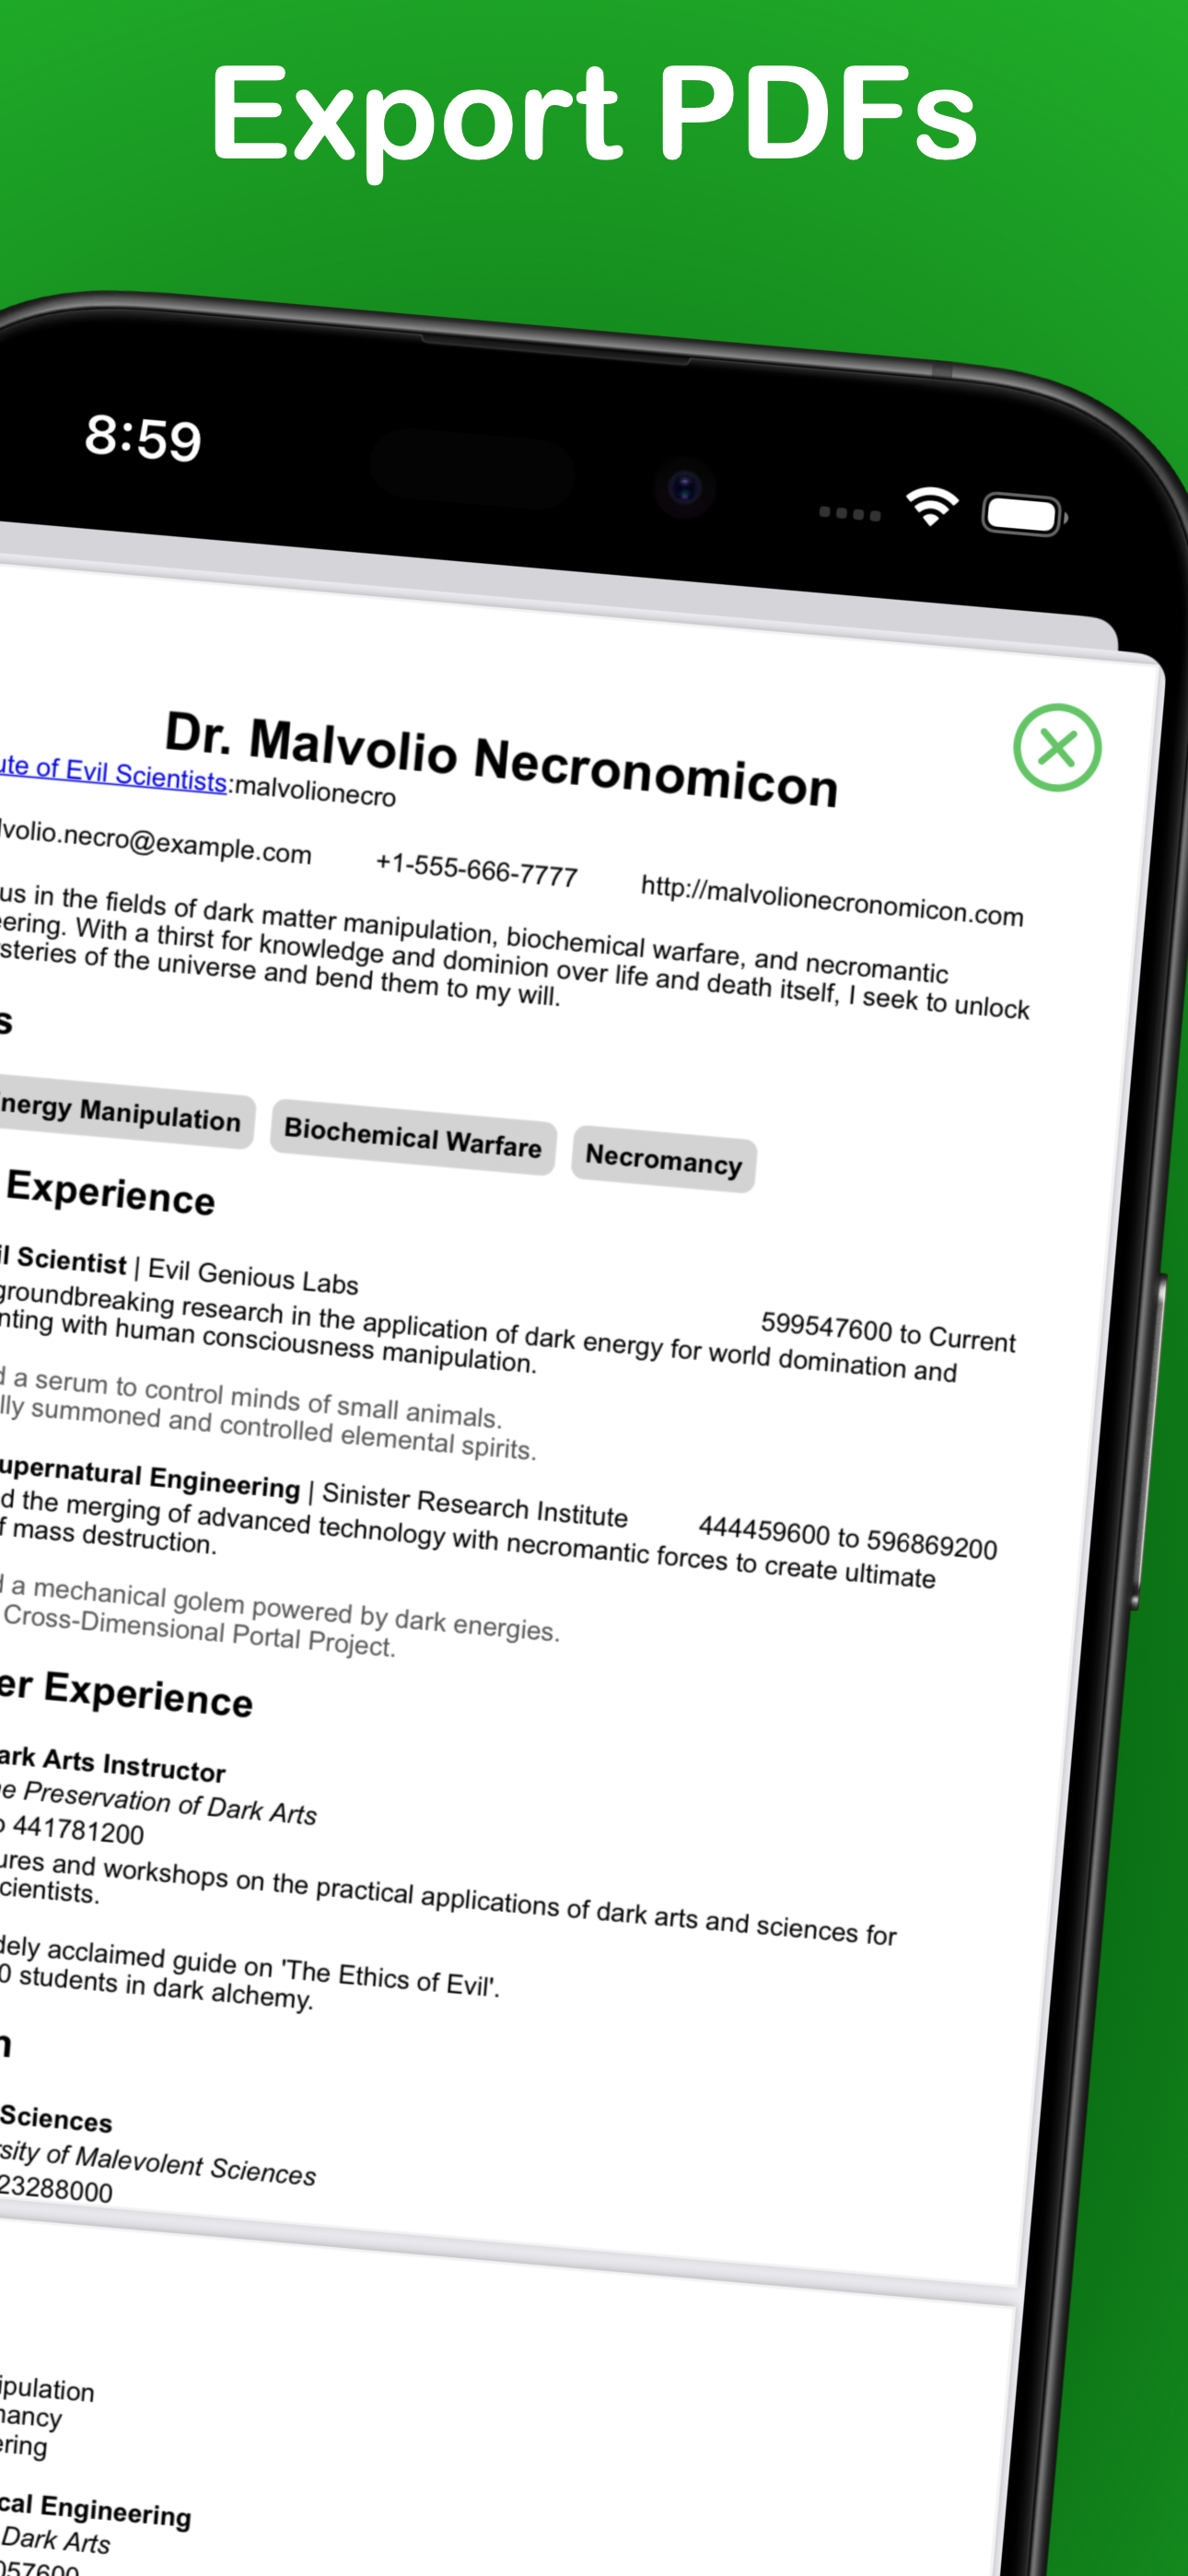 Export PDFs
8:59
Dr. Malvolio Necronomicon
ute of Evil Scientists:malvolionecro
lvolio.necro@example.com +1-555-666-7777 http://malvolionecronomicon.com
us in the fields of dark matter manipulation, biochemical warfare, and necromantic
eering. With a thirst for knowledge and dominion over life and death itself, I seek to unlock
steries of the universe and bend them to my will.
s
nergy Manipulation Biochemical Warfare Necromancy
Experience
il Scientist | Evil Genious Labs 599547600 to Current
groundbreaking research in the application of dark energy for world domination and
nting with human consciousness manipulation.
d a serum to control minds of small animals.
lly summoned and controlled elemental spirits.
upernatural Engineering | Sinister Research Institute 444459600 to 596869200
d the merging of advanced technology with necromantic forces to create ultimate
f mass destruction.
d a mechanical golem powered by dark energies.
Cross-Dimensional Portal Project.
er Experience
ark Arts Instructor
e Preservation of Dark Arts
o 441781200
ures and workshops on the practical applications of dark arts and sciences for
cientists.
dely acclaimed guide on 'The Ethics of Evil'.
0 students in dark alchemy.
n
Sciences
sity of Malevolent Sciences
23288000
ipulation
nancy
ering
cal Engineering
Dark Arts
057600